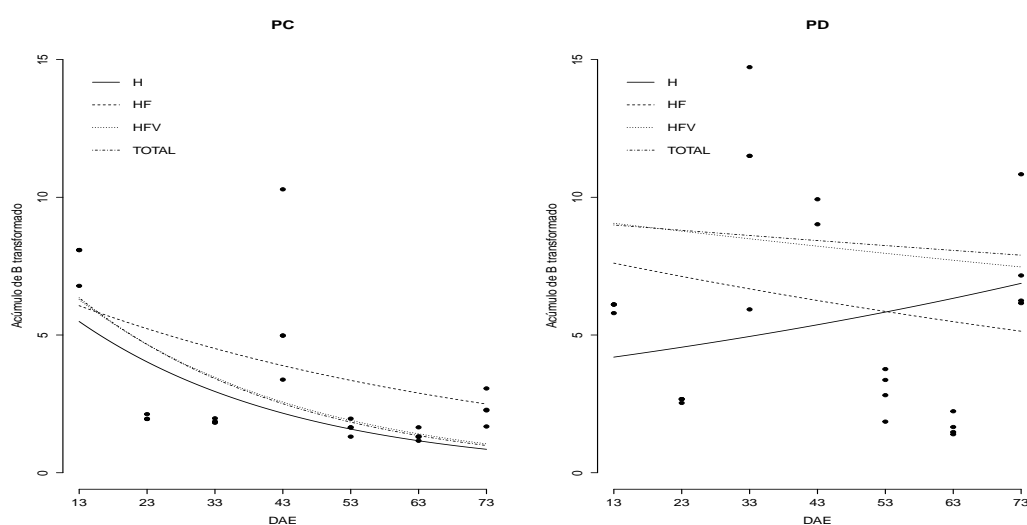 PC
Acúmulo de B transformado
15
10
5
0
H
HF
HFV
TOTAL
13 23 33 43 53 63 73
DAE
PD
Acúmulo de B transformado
15
10
5
0
H
HF
HFV
TOTAL
13 23 33 43 53 63 73
DAE